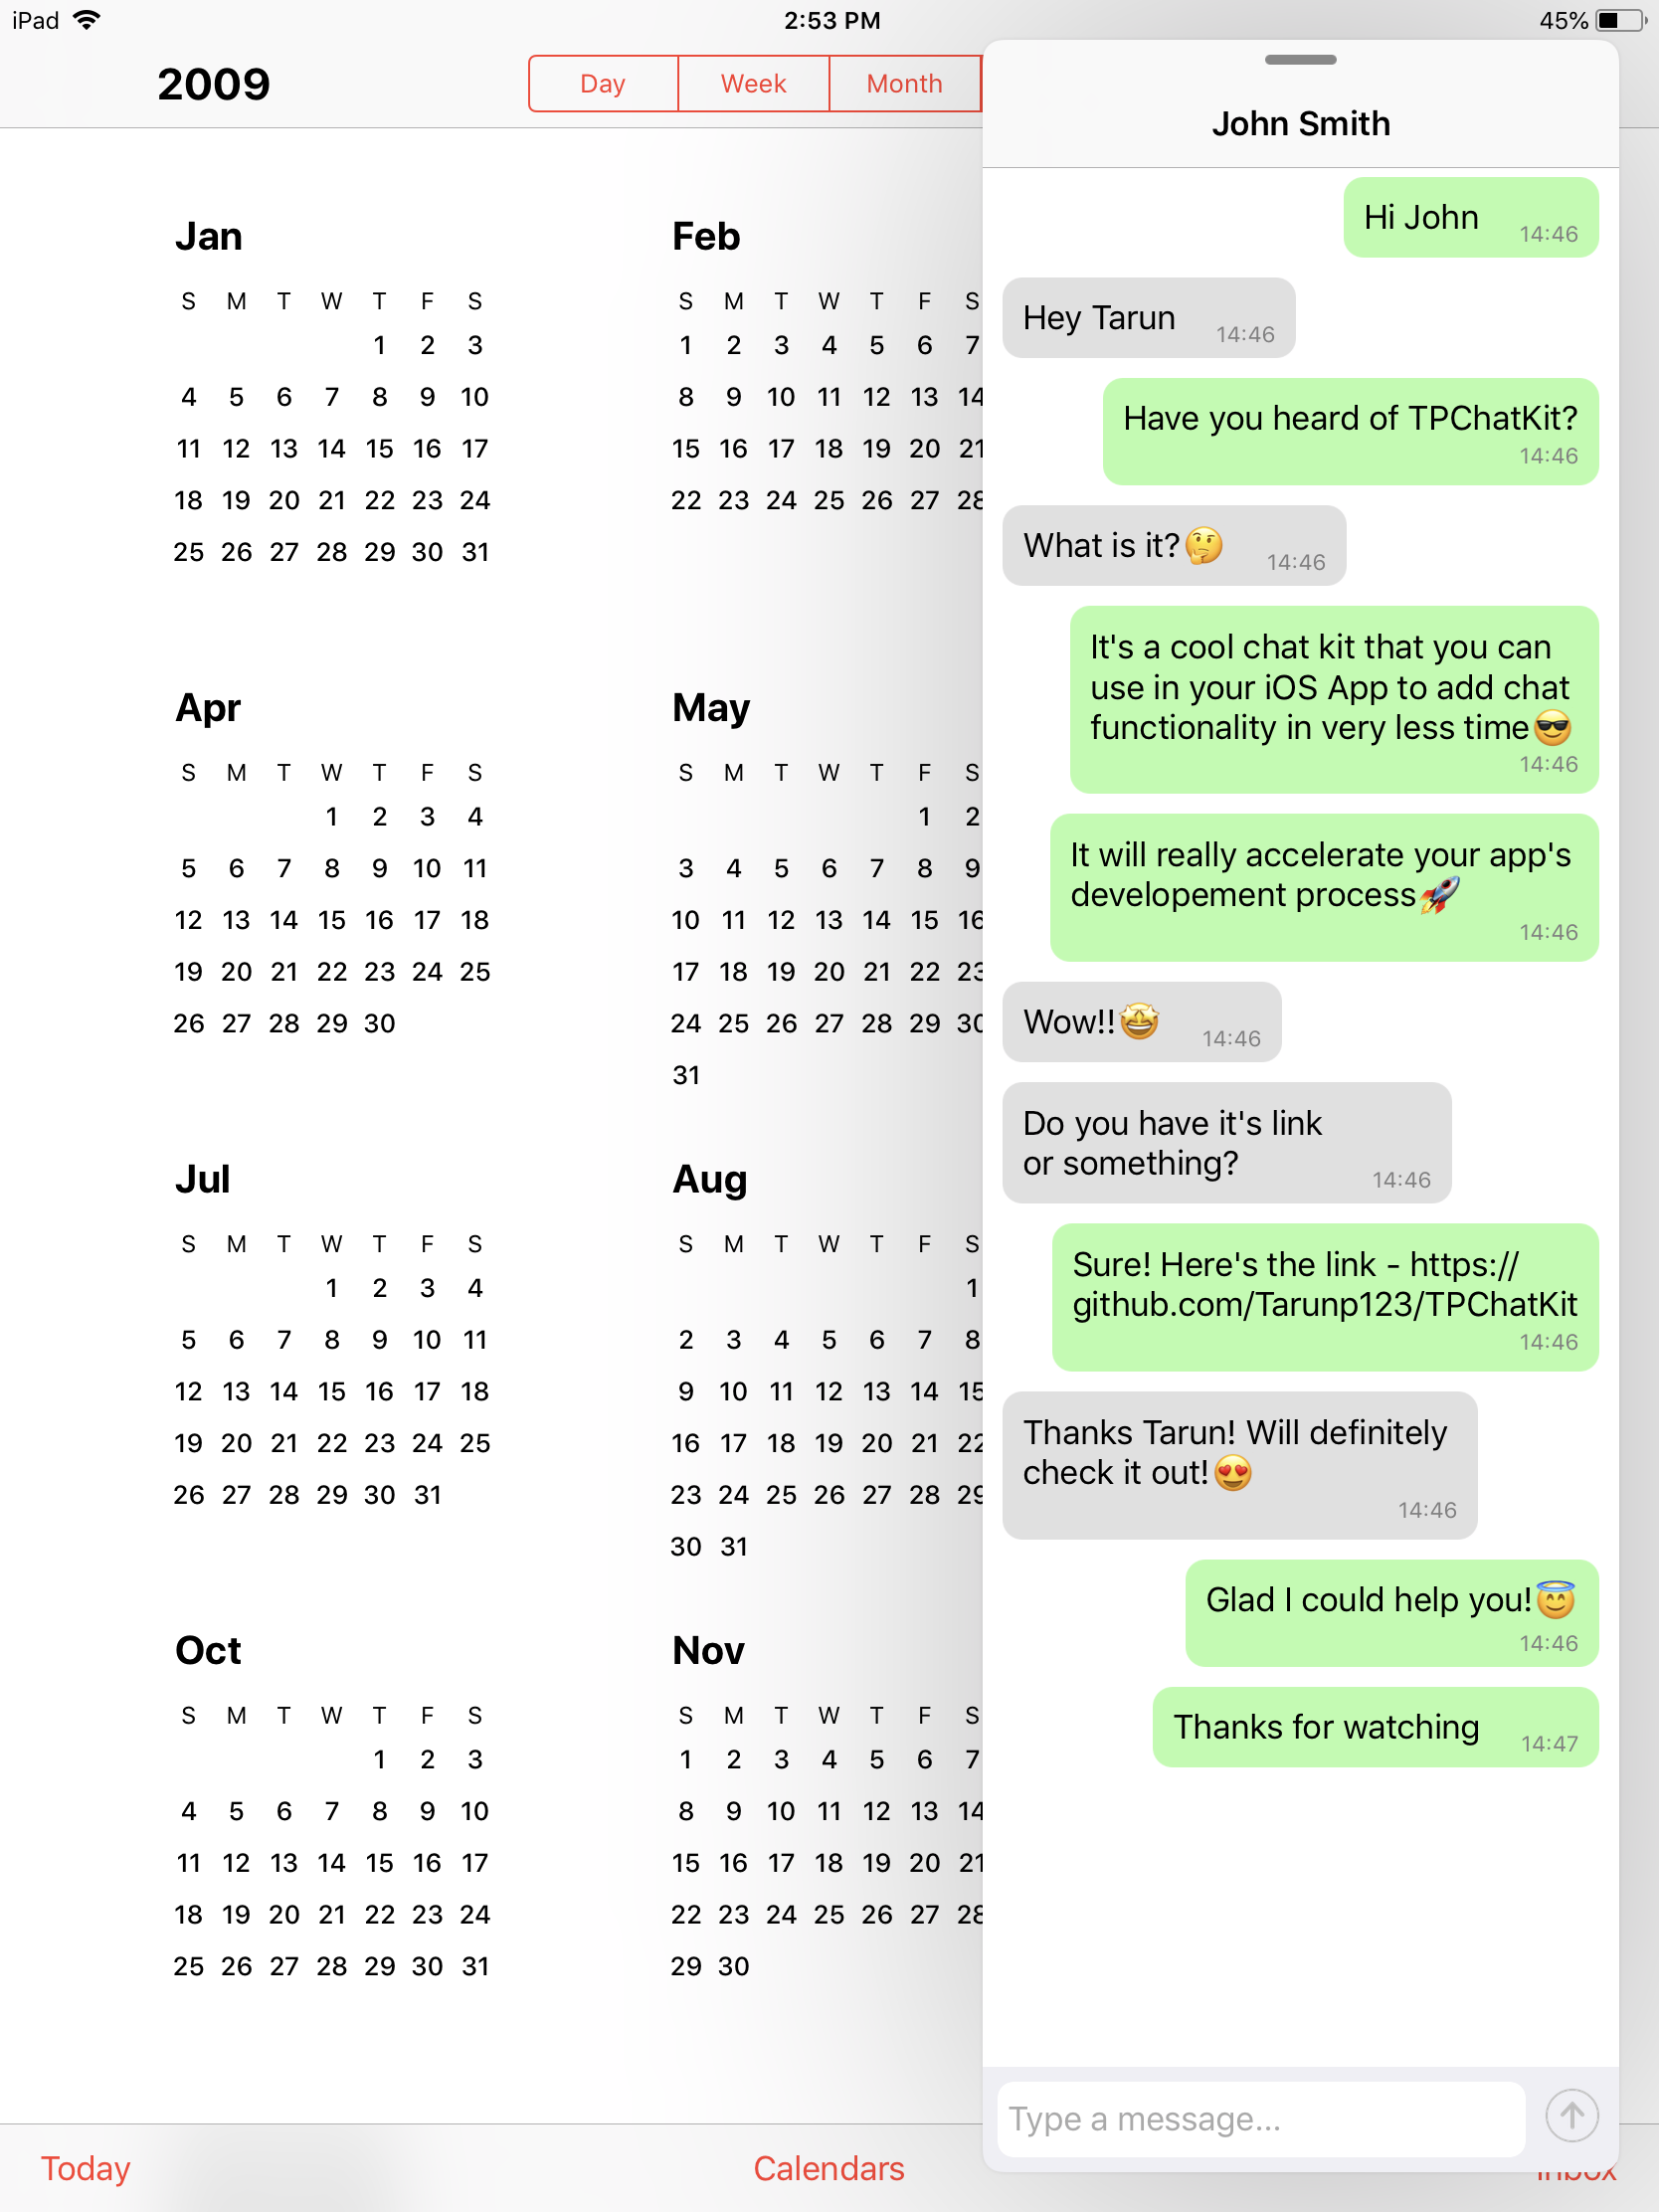 iPad 2:53 PM 45%
2009 Day Week Month
Jan
S M T W T F S
1 2 3
4 5 6 7 8 9 10
11 12 13 14 15 16 17
18 19 20 21 22 23 24
25 26 27 28 29 30 31
Feb
S M T W T F S
1 2 3 4 5 6 7
8 9 10 11 12 13 14
15 16 17 18 19 20 21
22 23 24 25 26 27 28
Apr
S M T W T F S
1 2 3 4
5 6 7 8 9 10 11
12 13 14 15 16 17 18
19 20 21 22 23 24 25
26 27 28 29 30
May
S M T W T F S
1 2
3 4 5 6 7 8 9
10 11 12 13 14 15 16
17 18 19 20 21 22 23
24 25 26 27 28 29 30
31
Jul
S M T W T F S
1 2 3 4
5 6 7 8 9 10 11
12 13 14 15 16 17 18
19 20 21 22 23 24 25
26 27 28 29 30 31
Aug
S M T W T F S
1
2 3 4 5 6 7 8
9 10 11 12 13 14 15
16 17 18 19 20 21 22
23 24 25 26 27 28 29
30 31
Oct
S M T W T F S
1 2 3
4 5 6 7 8 9 10
11 12 13 14 15 16 17
18 19 20 21 22 23 24
25 26 27 28 29 30 31
Nov
S M T W T F S
1 2 3 4 5 6 7
8 9 10 11 12 13 14
15 16 17 18 19 20 21
22 23 24 25 26 27 28
29 30
John Smith
Hi John 14:46
Hey Tarun 14:46
Have you heard of TPChatKit?
14:46
What is it?🤔 14:46
It's a cool chat kit that you can
use in your iOS App to add chat
functionality in very less time😎
14:46
It will really accelerate your app's
developement process🚀
14:46
Wow!!🤩 14:46
Do you have it's link
or something? 14:46
Sure! Here's the link - https://
github.com/Tarunp123/TPChatKit
14:46
Thanks Tarun! Will definitely
check it out!😍
14:46
Glad I could help you!😇
14:46
Thanks for watching 14:47
Type a message...
Today Calendars Inbox